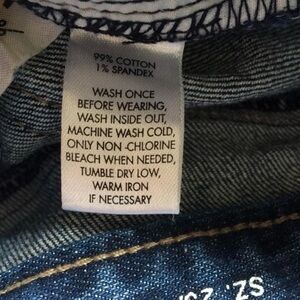 99% COTTON
1% SPANDEX
WASH ONCE
BEFORE WEARING,
WASH INSIDE OUT,
MACHINE WASH COLD,
ONLY NON-CHLORINE
BLEACH WHEN NEEDED,
TUMBLE DRY LOW,
WARM IRON
IF NECESSARY
SZ: